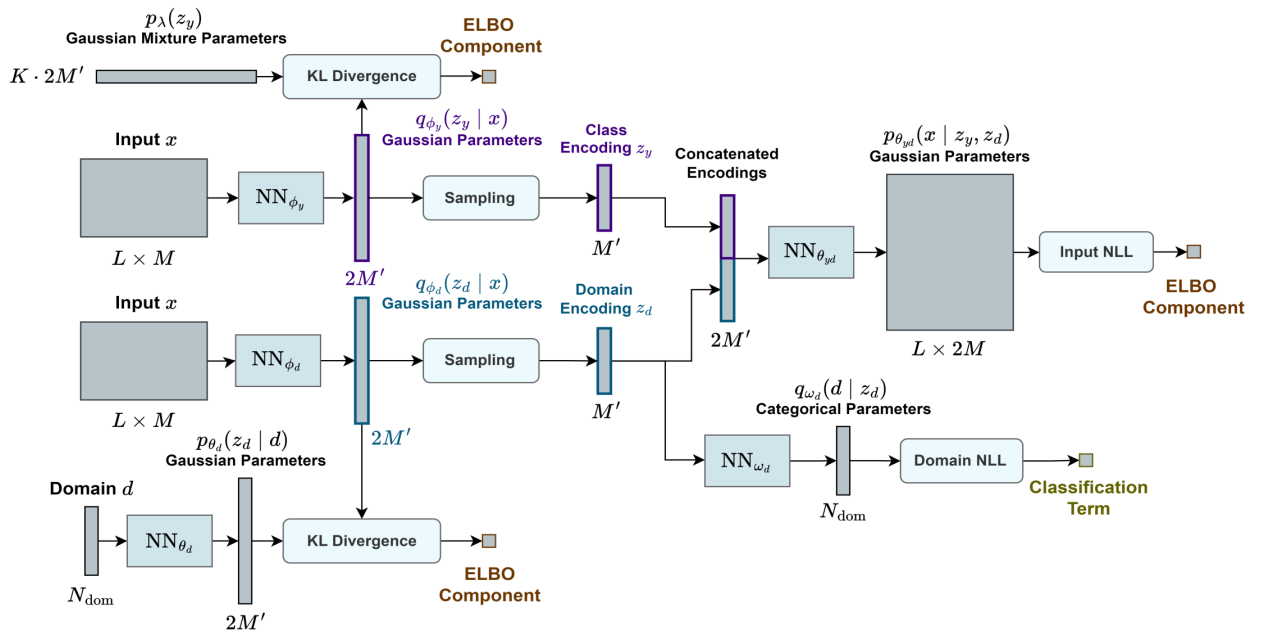 p_λ(z_y)
Gaussian Mixture Parameters
K · 2M′
KL Divergence
ELBO
Component
Input x
L × M
NN_{ϕ_y}
q_{ϕ_y}(z_y | x)
Gaussian Parameters
2M′
Sampling
Class
Encoding z_y
M′
Concatenated
Encodings
2M′
NN_{θ_{yd}}
p_{θ_{yd}}(x | z_y, z_d)
Gaussian Parameters
L × 2M
Input NLL
ELBO
Component
Input x
L × M
NN_{ϕ_d}
q_{ϕ_d}(z_d | x)
Gaussian Parameters
2M′
Sampling
Domain
Encoding z_d
M′
q_{ω_d}(d | z_d)
Categorical Parameters
NN_{ω_d}
N_dom
Domain NLL
Classification
Term
p_{θ_d}(z_d | d)
Gaussian Parameters
Domain d
N_dom
NN_{θ_d}
2M′
KL Divergence
ELBO
Component